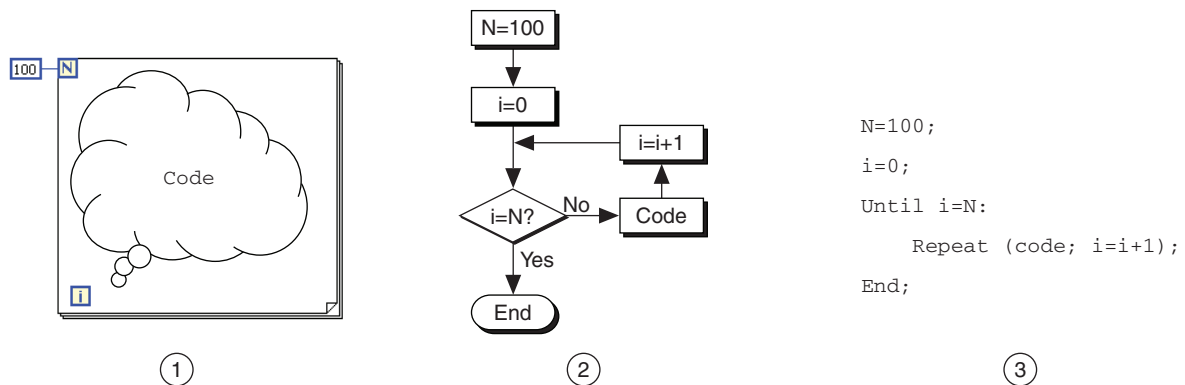 100
N
Code
i
1
N=100
i=0
i=i+1
i=N?
No
Code
Yes
End
2
N=100;
i=0;
Until i=N:
Repeat (code; i=i+1);
End;
3